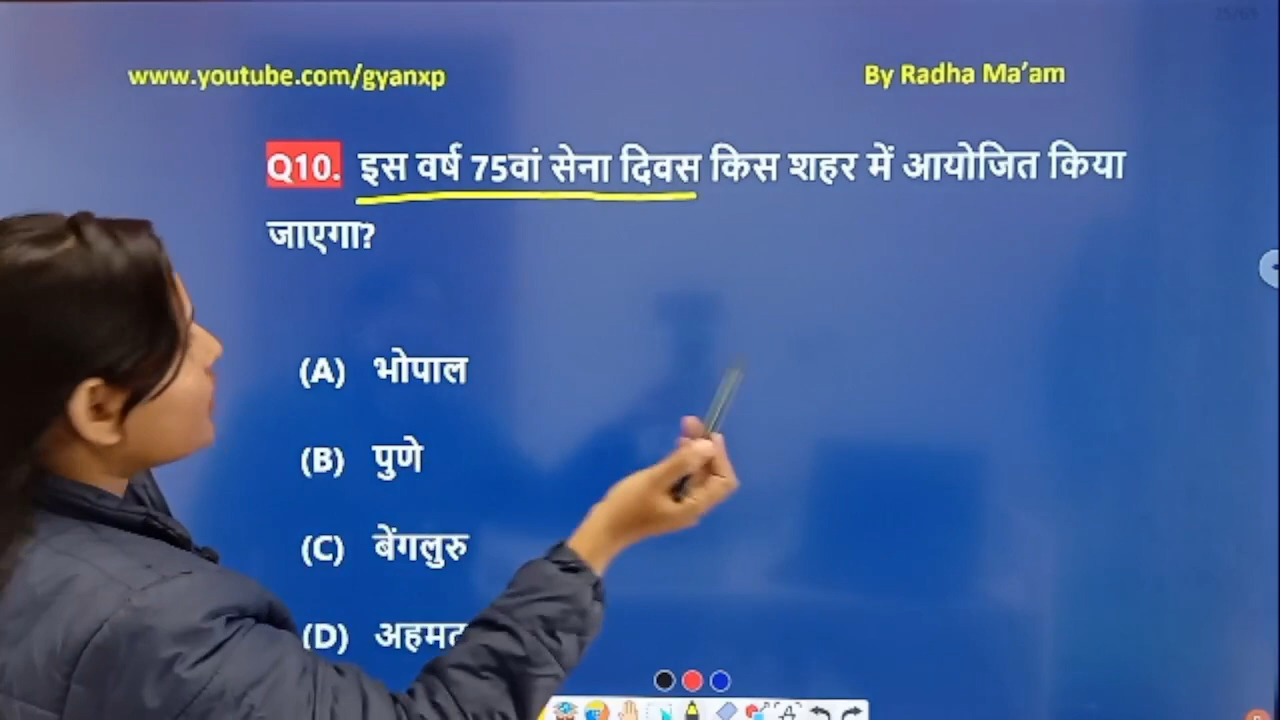 www.youtube.com/gyanxp
By Radha Ma'am
Q10. इस वर्ष 75वां सेना दिवस किस शहर में आयोजित किया
जाएगा?
(A) भोपाल
(B) पुणे
(C) बेंगलुरु
(D)